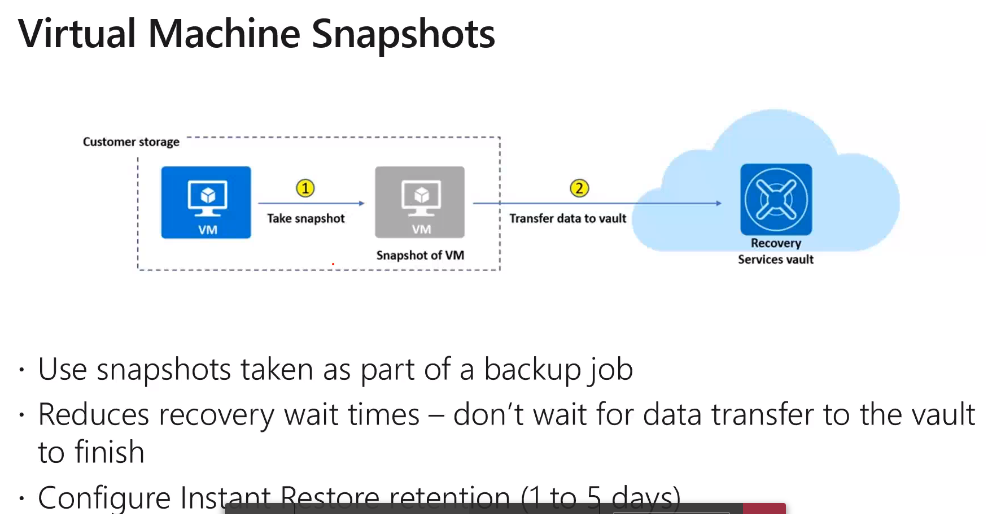 Virtual Machine Snapshots
Customer storage
VM
1
Take snapshot
VM
Snapshot of VM
2
Transfer data to vault
Recovery
Services vault
· Use snapshots taken as part of a backup job
· Reduces recovery wait times – don’t wait for data transfer to the vault
to finish
· Configure Instant Restore retention (1 to 5 days)